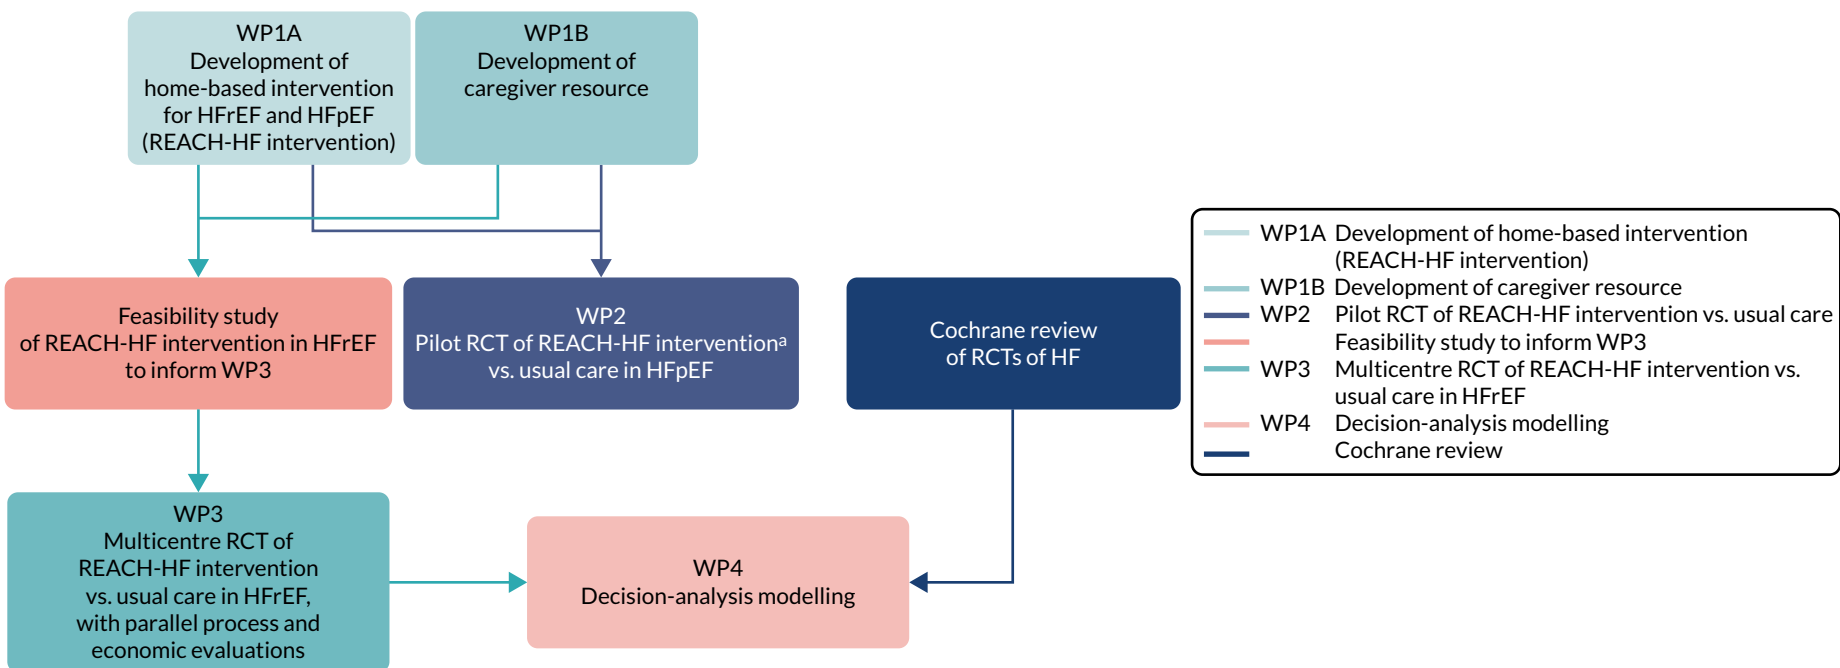 WP1A
Development of
home-based intervention
for HFrEF and HFpEF
(REACH-HF intervention)
WP1B
Development of
caregiver resource
Feasibility study
of REACH-HF intervention in HFrEF
to inform WP3
WP2
Pilot RCT of REACH-HF interventionᵃ
vs. usual care in HFpEF
Cochrane review
of RCTs of HF
WP1A Development of home-based intervention
(REACH-HF intervention)
WP1B Development of caregiver resource
WP2 Pilot RCT of REACH-HF intervention vs. usual care
Feasibility study to inform WP3
WP3 Multicentre RCT of REACH-HF intervention vs.
usual care in HFrEF
WP4 Decision-analysis modelling
Cochrane review
WP3
Multicentre RCT of
REACH-HF intervention
vs. usual care in HFrEF,
with parallel process and
economic evaluations
WP4
Decision-analysis modelling